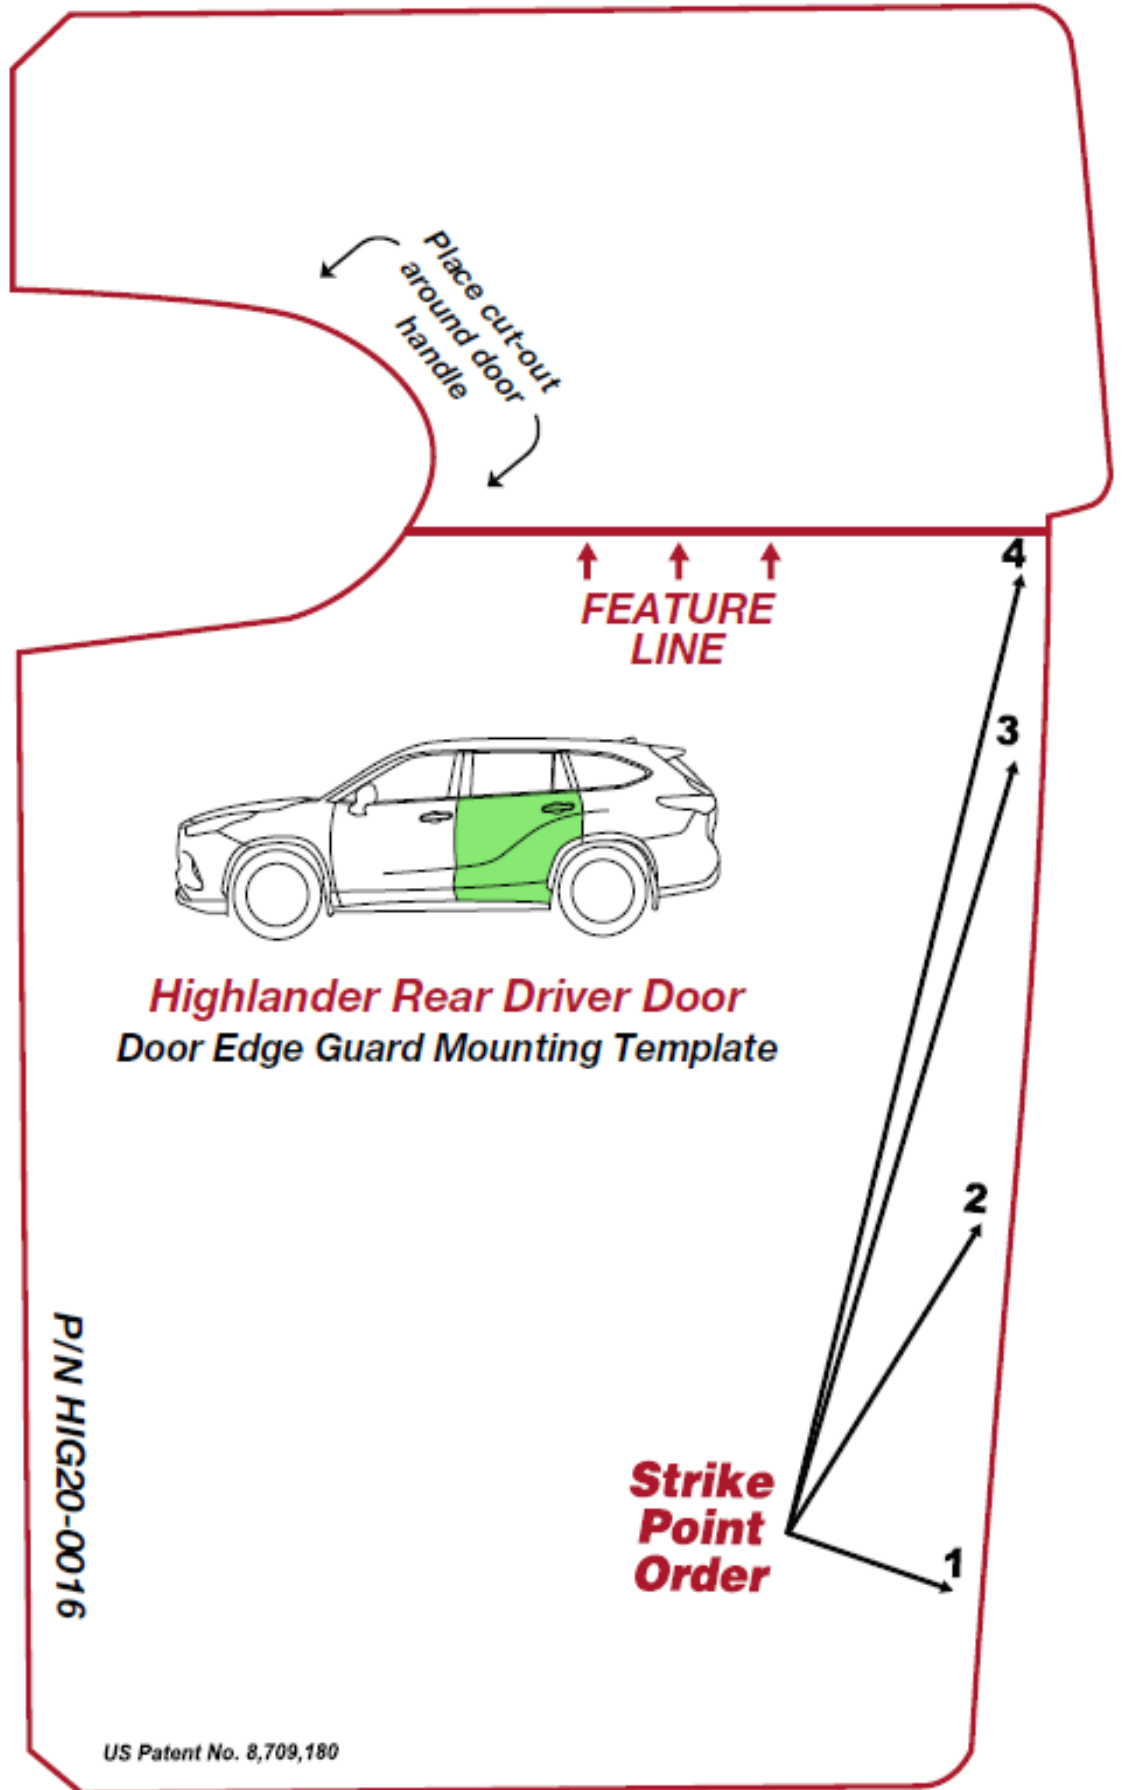 Place cut-out
around door
handle
4
FEATURE
LINE
3
Highlander Rear Driver Door
Door Edge Guard Mounting Template
2
P/N HIG20-0016
Strike
Point
Order
1
US Patent No. 8,709,180